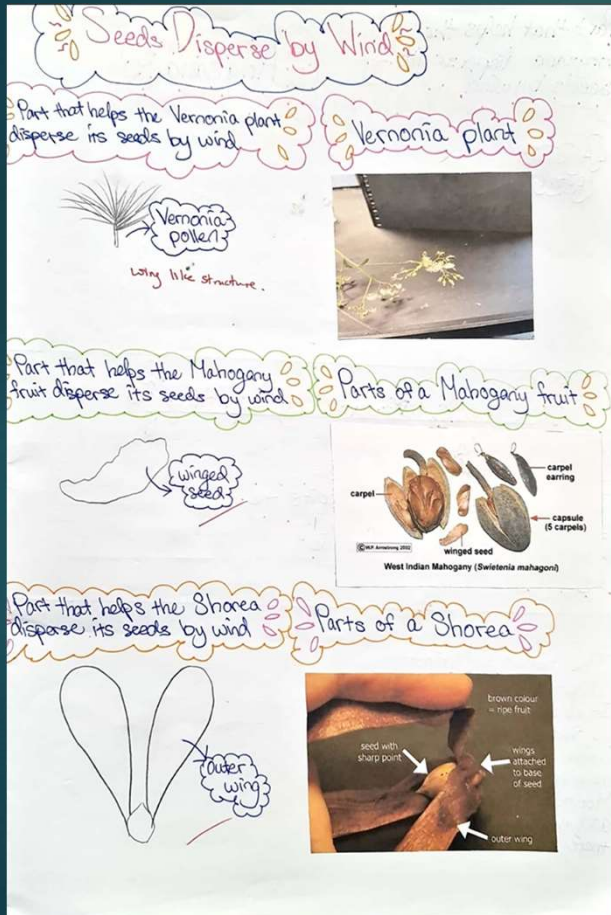 Seeds Disperse by Wind
Part that helps the Vernonia plant
disperse its seeds by wind
Vernonia plant
Vernonia
pollen
Wing like structure.
Part that helps the Mahogany
fruit disperse its seeds by wind
Parts of a Mahogany fruit
winged
seed
carpel
carpel
earring
capsule
(5 carpels)
winged seed
© W.P. Armstrong 2002
West Indian Mahogany (Swietenia mahagoni)
Part that helps the Shorea
disperse its seeds by wind
Parts of a Shorea
outer
wing
brown colour
= ripe fruit
seed with
sharp point
wings
attached
to base
of seed
outer wing